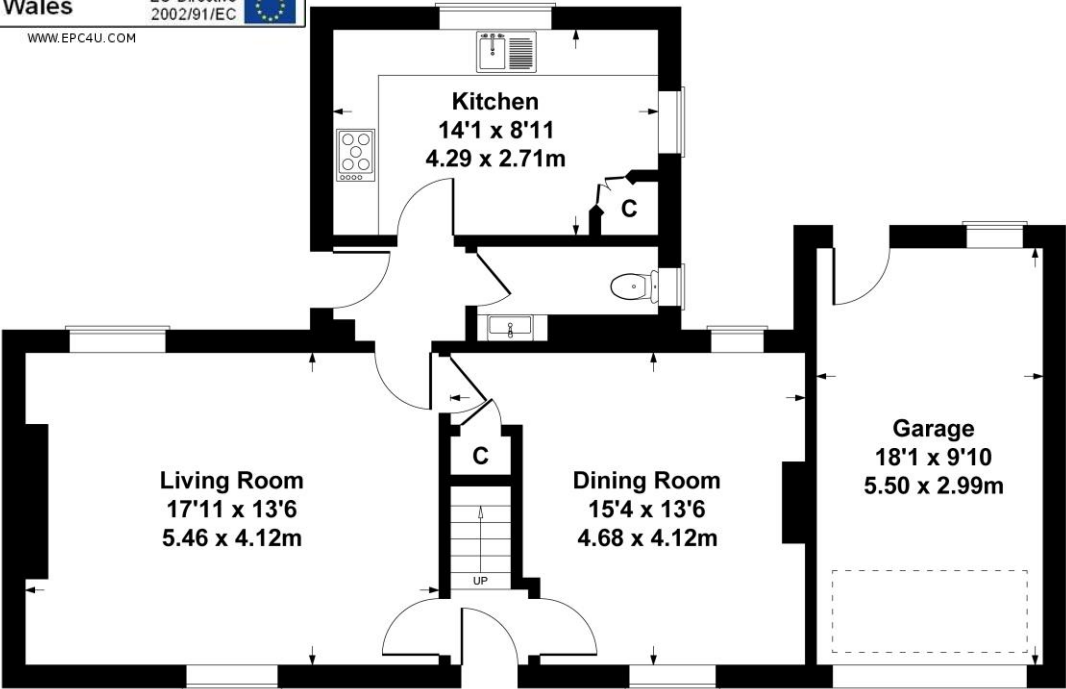 Wales
2002/91/EC
WWW.EPC4U.COM
Kitchen
14'1 x 8'11
4.29 x 2.71m
C
Living Room
17'11 x 13'6
5.46 x 4.12m
C
UP
Dining Room
15'4 x 13'6
4.68 x 4.12m
Garage
18'1 x 9'10
5.50 x 2.99m